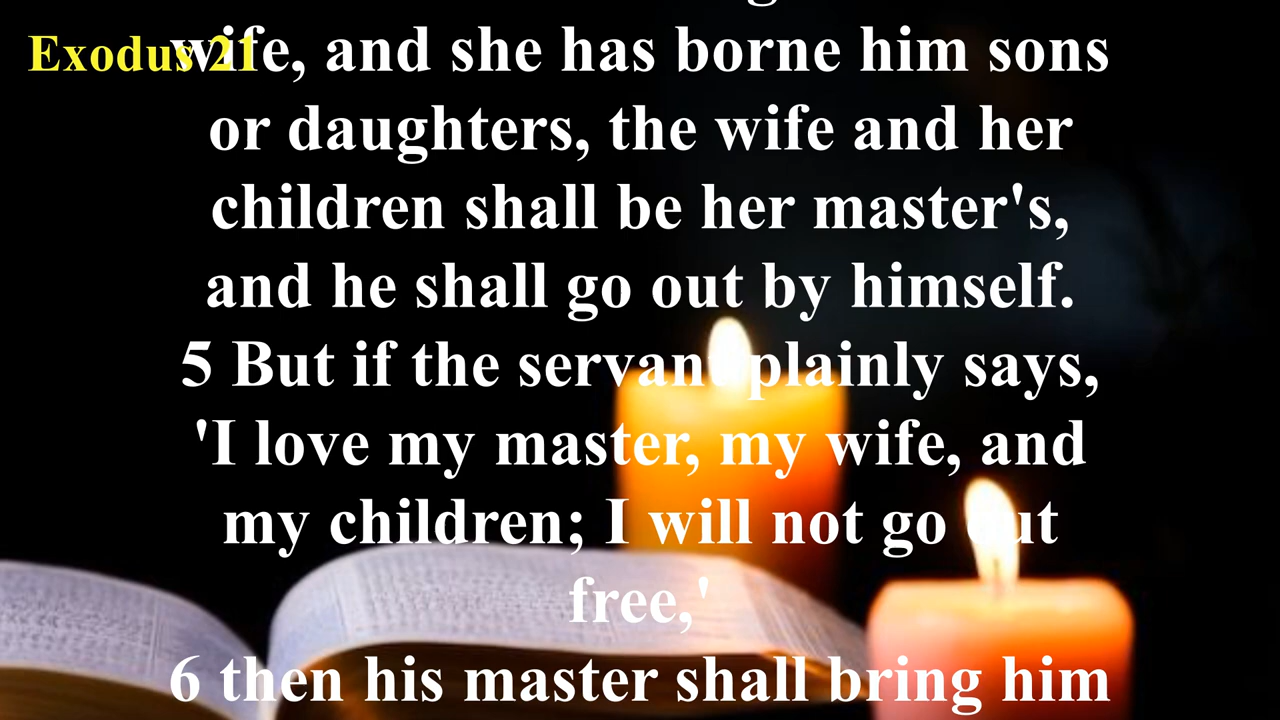 Exodus 21
wife, and she has borne him sons
or daughters, the wife and her
children shall be her master's,
and he shall go out by himself.
5 But if the servant plainly says,
'I love my master, my wife, and
my children; I will not go out
free,'
6 then his master shall bring him